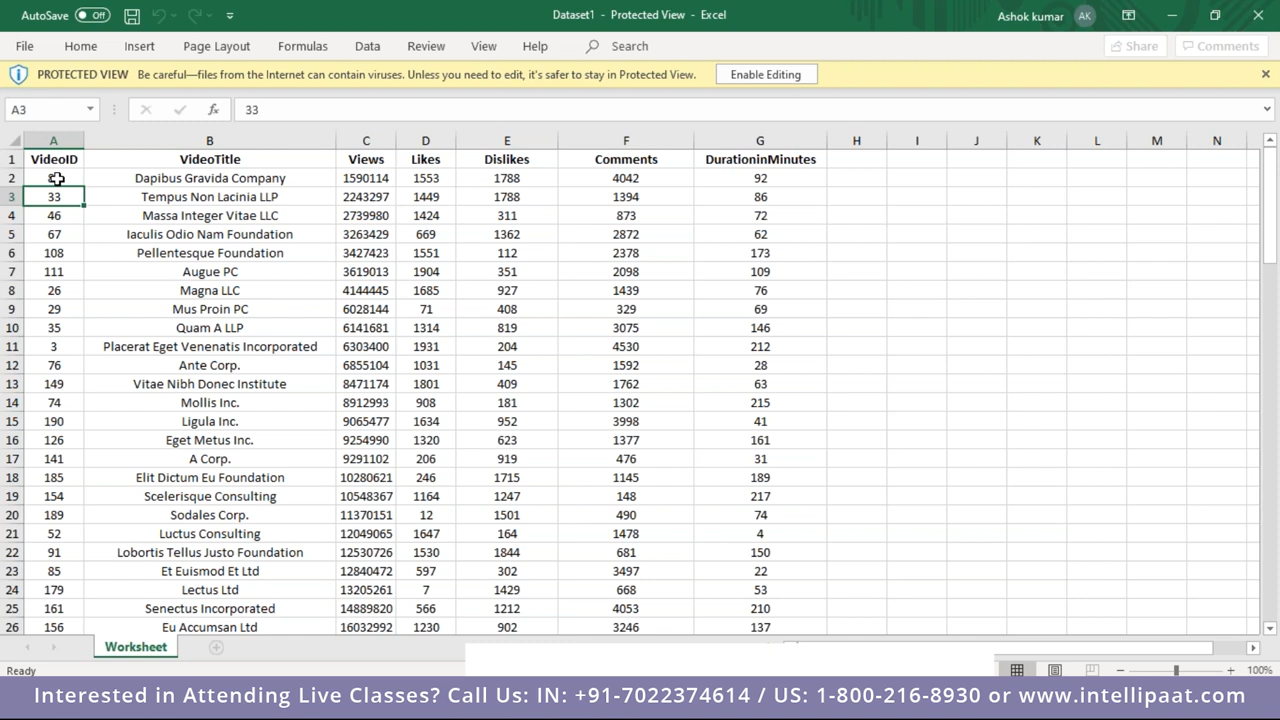 AutoSave Off Dataset1 - Protected View - Excel Ashok kumar AK
File Home Insert Page Layout Formulas Data Review View Help Search Share Comments
PROTECTED VIEW Be careful—files from the Internet can contain viruses. Unless you need to edit, it's safer to stay in Protected View. Enable Editing
A3 fx 33
A B C D E F G H I J K L M N
1 VideoID VideoTitle Views Likes Dislikes Comments DurationinMinutes
2 Dapibus Gravida Company 1590114 1553 1788 4042 92
3 33 Tempus Non Lacinia LLP 2243297 1449 1788 1394 86
4 46 Massa Integer Vitae LLC 2739980 1424 311 873 72
5 67 Iaculis Odio Nam Foundation 3263429 669 1362 2872 62
6 108 Pellentesque Foundation 3427423 1551 112 2378 173
7 111 Augue PC 3619013 1904 351 2098 109
8 26 Magna LLC 4144445 1685 927 1439 76
9 29 Mus Proin PC 6028144 71 408 329 69
10 35 Quam A LLP 6141681 1314 819 3075 146
11 3 Placerat Eget Venenatis Incorporated 6303400 1931 204 4530 212
12 76 Ante Corp. 6855104 1031 145 1592 28
13 149 Vitae Nibh Donec Institute 8471174 1801 409 1762 63
14 74 Mollis Inc. 8912993 908 181 1302 215
15 190 Ligula Inc. 9065477 1634 952 3998 41
16 126 Eget Metus Inc. 9254990 1320 623 1377 161
17 141 A Corp. 9291102 206 919 476 31
18 185 Elit Dictum Eu Foundation 10280621 246 1715 1145 189
19 154 Scelerisque Consulting 10548367 1164 1247 148 217
20 189 Sodales Corp. 11370151 12 1501 490 74
21 52 Luctus Consulting 12049065 1647 164 1478 4
22 91 Lobortis Tellus Justo Foundation 12530726 1530 1844 681 150
23 85 Et Euismod Et Ltd 12840472 597 302 3497 22
24 179 Lectus Ltd 13205261 7 1429 668 53
25 161 Senectus Incorporated 14889820 566 1212 4053 210
26 156 Eu Accumsan Ltd 16032992 1230 902 3246 137
Worksheet
Ready 100%
Interested in Attending Live Classes? Call Us: IN: +91-7022374614 / US: 1-800-216-8930 or www.intellipaat.com